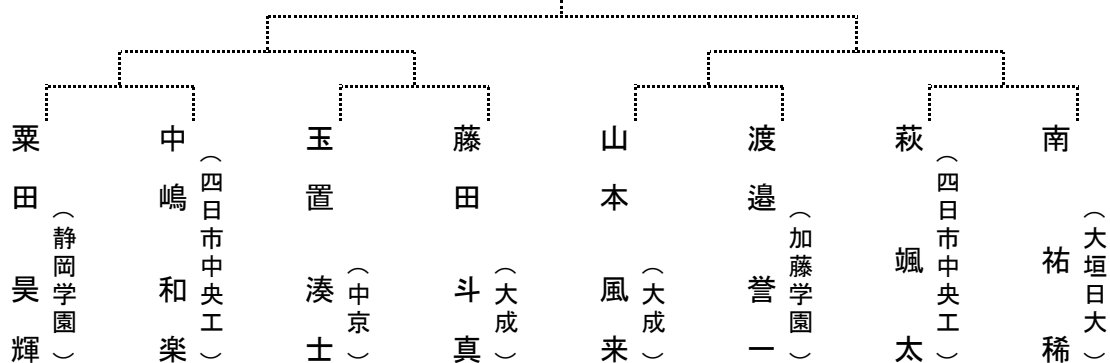 粟田 昊輝
（静岡学園）
中嶋 和楽
（四日市中央工）
玉置 湊士
（中京）
藤田 斗真
（大成）
山本 風来
（大成）
渡邉 誉一
（加藤学園）
萩 颯太
（四日市中央工）
南 祐稀
（大垣日大）